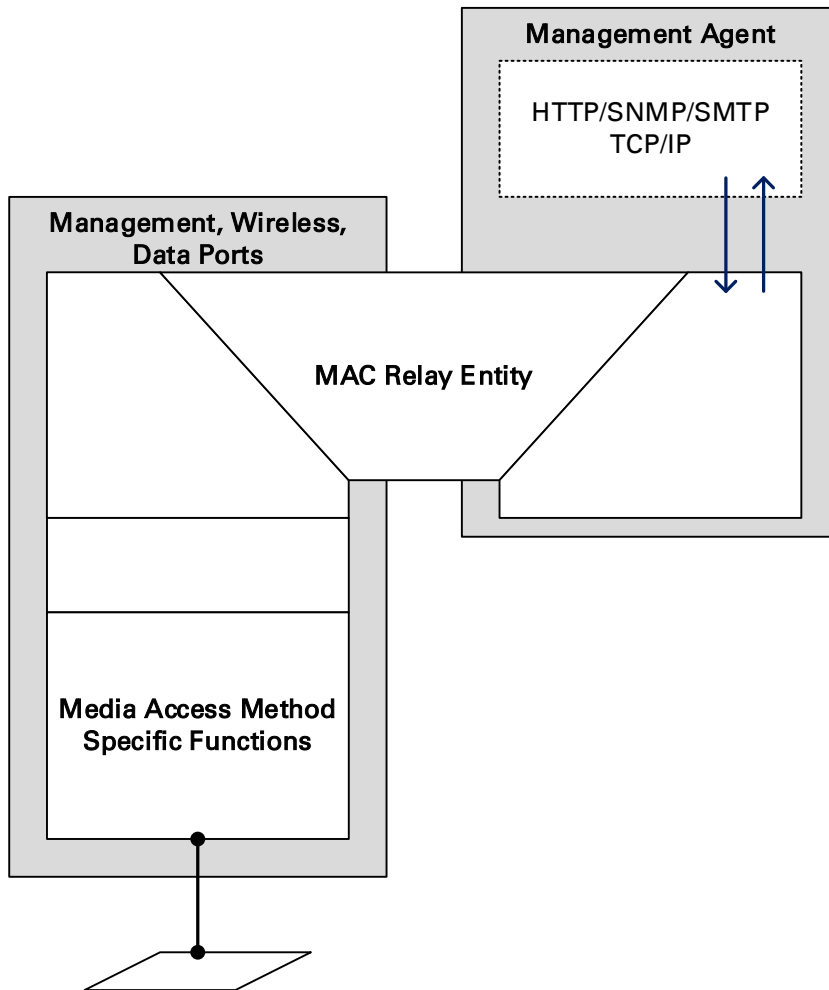 Management Agent
HTTP/SNMP/SMTP
TCP/IP
Management, Wireless,
Data Ports
MAC Relay Entity
Media Access Method
Specific Functions